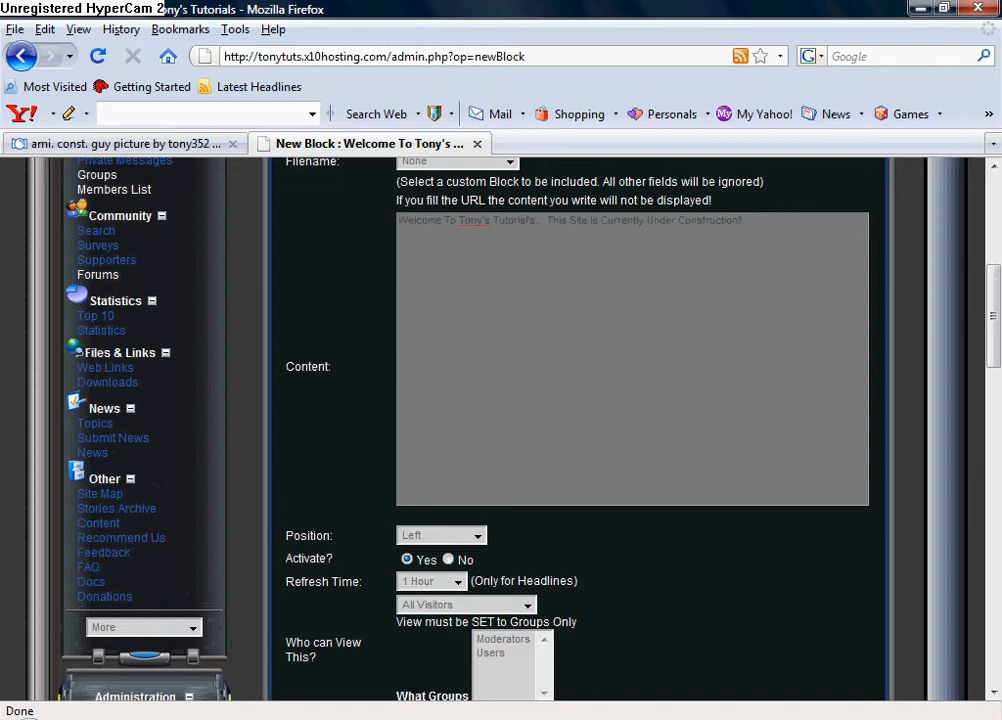 Unregistered HyperCam 2
ony's Tutorials - Mozilla Firefox
File Edit View History Bookmarks Tools Help
http://tonytuts.x10hosting.com/admin.php?op=newBlock
Google
Most Visited Getting Started Latest Headlines
Y! Search Web Mail Shopping Personals My Yahoo! News Games »
ami. const. guy picture by tony352 ...
New Block : Welcome To Tony's ...
Private Messages
Groups
Members List
Community
Search
Surveys
Supporters
Forums
Statistics
Top 10
Statistics
Files & Links
Web Links
Downloads
News
Topics
Submit News
News
Other
Site Map
Stories Archive
Content
Recommend Us
Feedback
FAQ
Docs
Donations
More
Administration
Filename: None
(Select a custom Block to be included. All other fields will be ignored)
If you fill the URL the content you write will not be displayed!
Welcome To Tony's Tutorial's.. This Site Is Currently Under Construction!!
Content:
Position: Left
Activate? Yes No
Refresh Time: 1 Hour (Only for Headlines)
All Visitors
View must be SET to Groups Only
Who can View This?
Moderators
Users
What Groups
Done